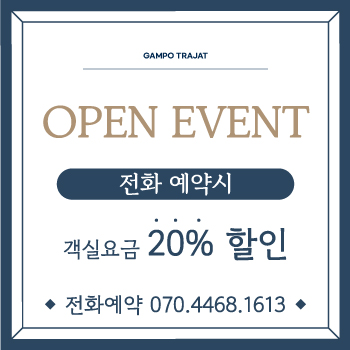 GAMPO TRAJAT
OPEN EVENT
전화 예약시
객실요금 20% 할인
◆ 전화예약 070.4468.1613 ◆